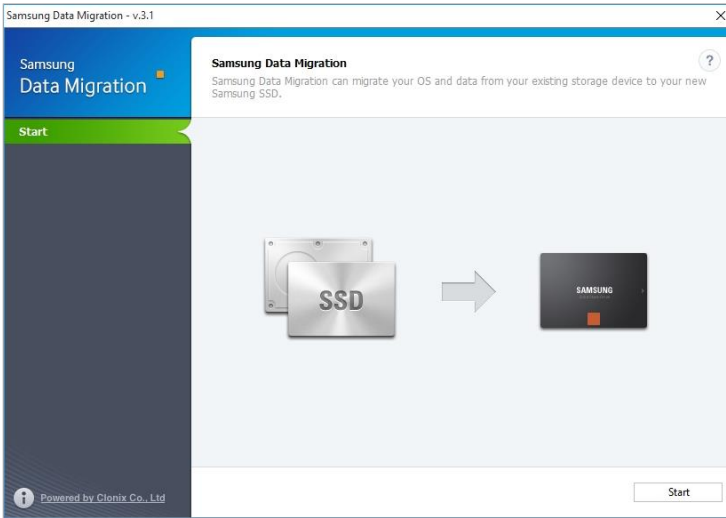 Samsung Data Migration - v.3.1
Samsung
Data Migration
Samsung Data Migration
?
Samsung Data Migration can migrate your OS and data from your existing storage device to your new
Samsung SSD.
Start
SSD
SAMSUNG
Powered by Clonix Co., Ltd
Start